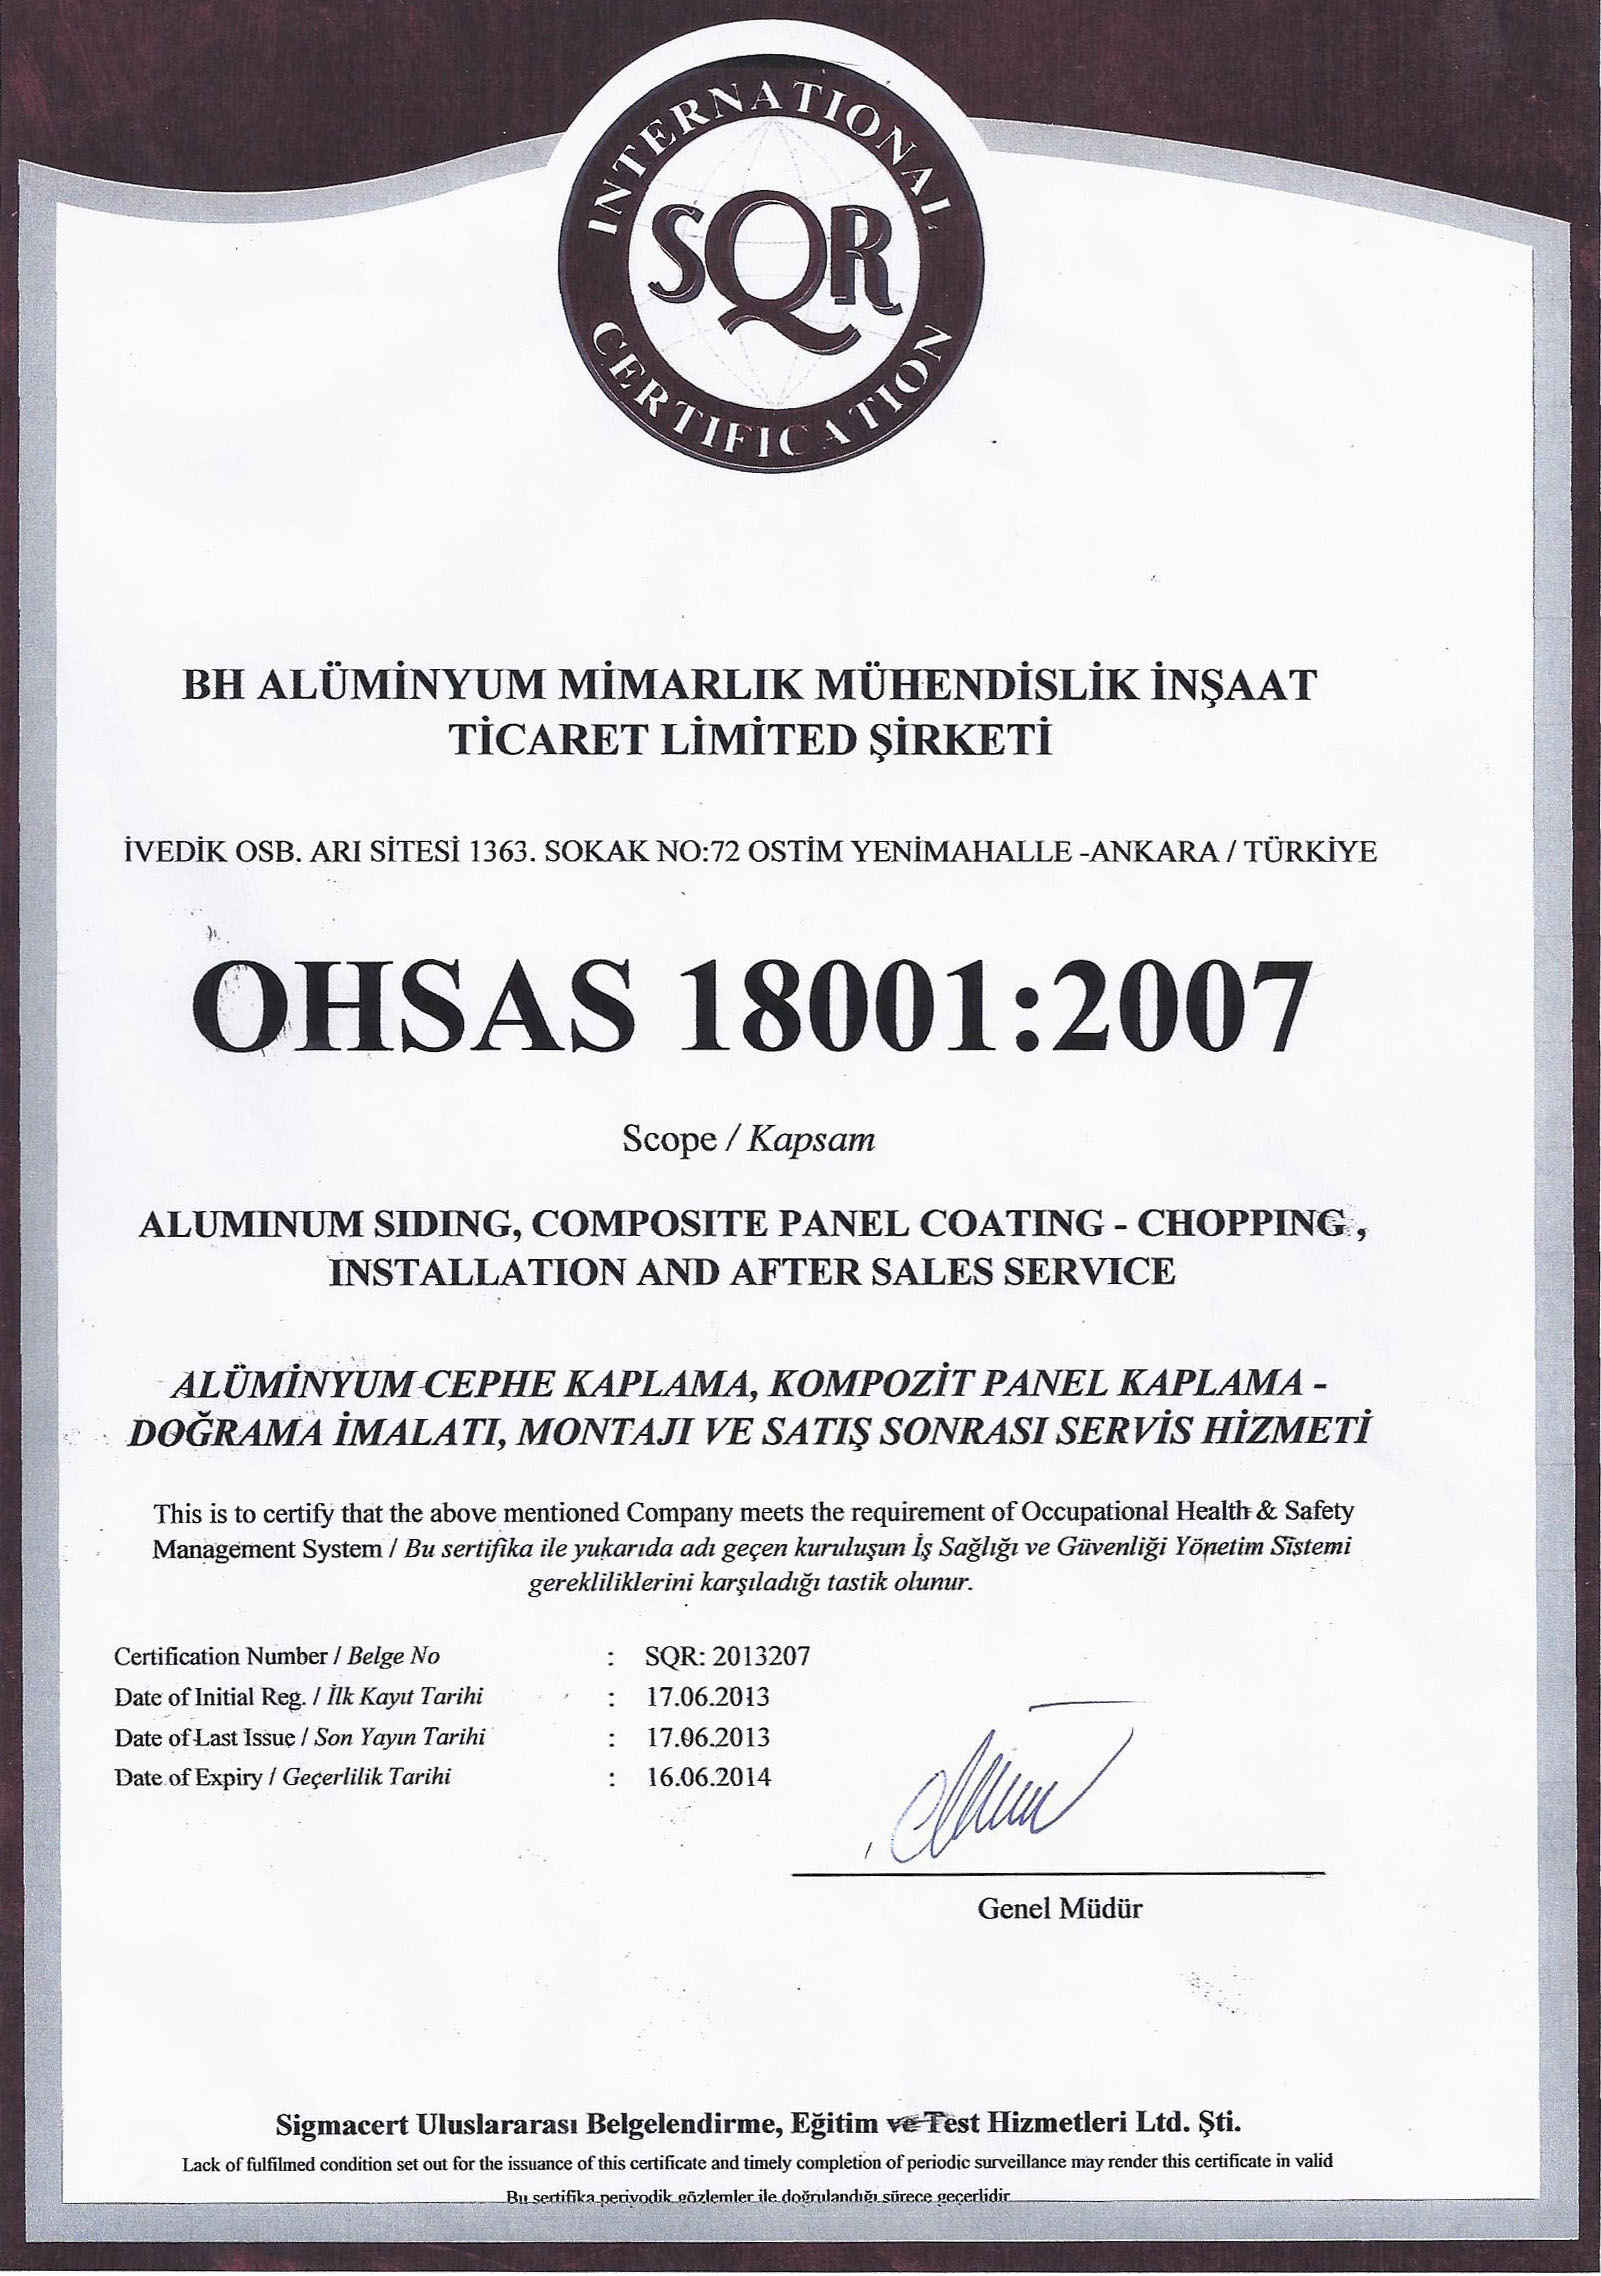 INTERNATIONAL
SQR
CERTIFICATION
BH ALÜMİNYUM MİMARLIK MÜHENDİSLİK İNŞAAT
TİCARET LİMİTED ŞİRKETİ
İVEDİK OSB. ARI SİTESİ 1363. SOKAK NO:72 OSTİM YENİMAHALLE -ANKARA / TÜRKİYE
OHSAS 18001:2007
Scope / Kapsam
ALUMINUM SIDING, COMPOSITE PANEL COATING - CHOPPING ,
INSTALLATION AND AFTER SALES SERVICE
ALÜMİNYUM CEPHE KAPLAMA, KOMPOZİT PANEL KAPLAMA -
DOĞRAMA İMALATI, MONTAJI VE SATIŞ SONRASI SERVİS HİZMETİ
This is to certify that the above mentioned Company meets the requirement of Occupational Health & Safety
Management System / Bu sertifika ile yukarıda adı geçen kuruluşun İş Sağlığı ve Güvenliği Yönetim Sistemi
gerekliliklerini karşıladığı tastik olunur.
Certification Number / Belge No : SQR: 2013207
Date of Initial Reg. / İlk Kayıt Tarihi : 17.06.2013
Date of Last Issue / Son Yayın Tarihi : 17.06.2013
Date of Expiry / Geçerlilik Tarihi : 16.06.2014
Genel Müdür
Sigmacert Uluslararası Belgelendirme, Eğitim ve Test Hizmetleri Ltd. Şti.
Lack of fulfilmed condition set out for the issuance of this certificate and timely completion of periodic surveillance may render this certificate in valid
Bu sertifika periyodik gözlemler ile doğrulandığı sürece geçerlidir